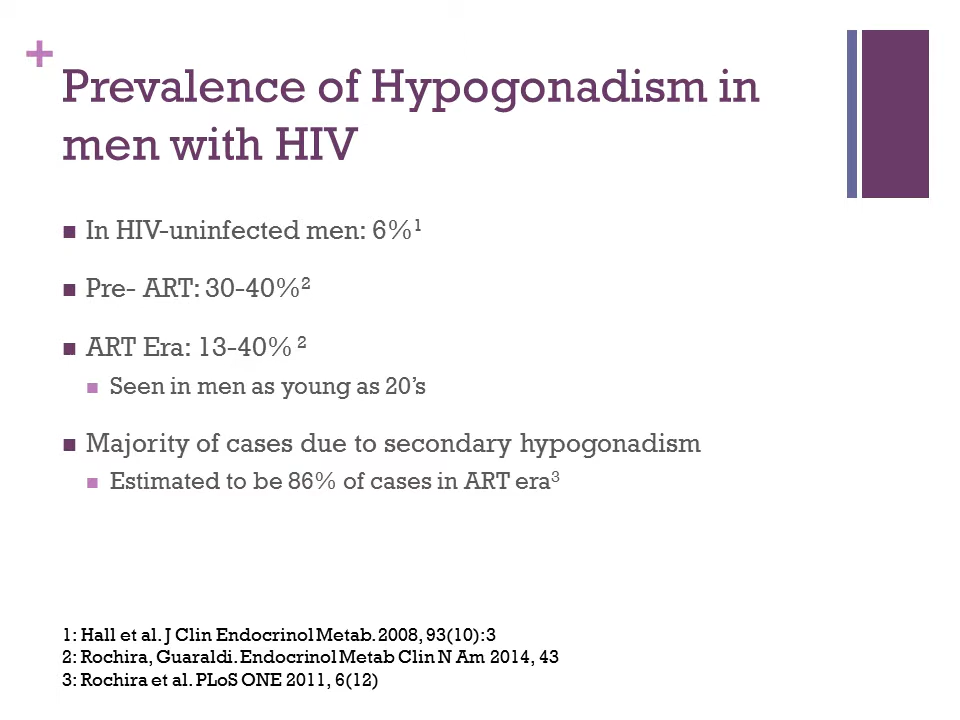 +
Prevalence of Hypogonadism in
men with HIV
■ In HIV-uninfected men: 6%¹
■ Pre- ART: 30-40%²
■ ART Era: 13-40% ²
■ Seen in men as young as 20’s
■ Majority of cases due to secondary hypogonadism
■ Estimated to be 86% of cases in ART era³
1: Hall et al. J Clin Endocrinol Metab. 2008, 93(10):3
2: Rochira, Guaraldi. Endocrinol Metab Clin N Am 2014, 43
3: Rochira et al. PLoS ONE 2011, 6(12)